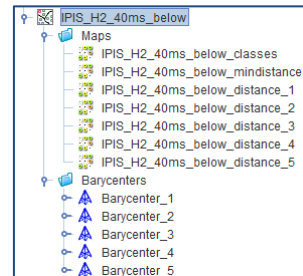 IPIS_H2_40ms_below
Maps
IPIS_H2_40ms_below_classes
IPIS_H2_40ms_below_mindistance
IPIS_H2_40ms_below_distance_1
IPIS_H2_40ms_below_distance_2
IPIS_H2_40ms_below_distance_3
IPIS_H2_40ms_below_distance_4
IPIS_H2_40ms_below_distance_5
Barycenters
Barycenter_1
Barycenter_2
Barycenter_3
Barycenter_4
Barycenter_5